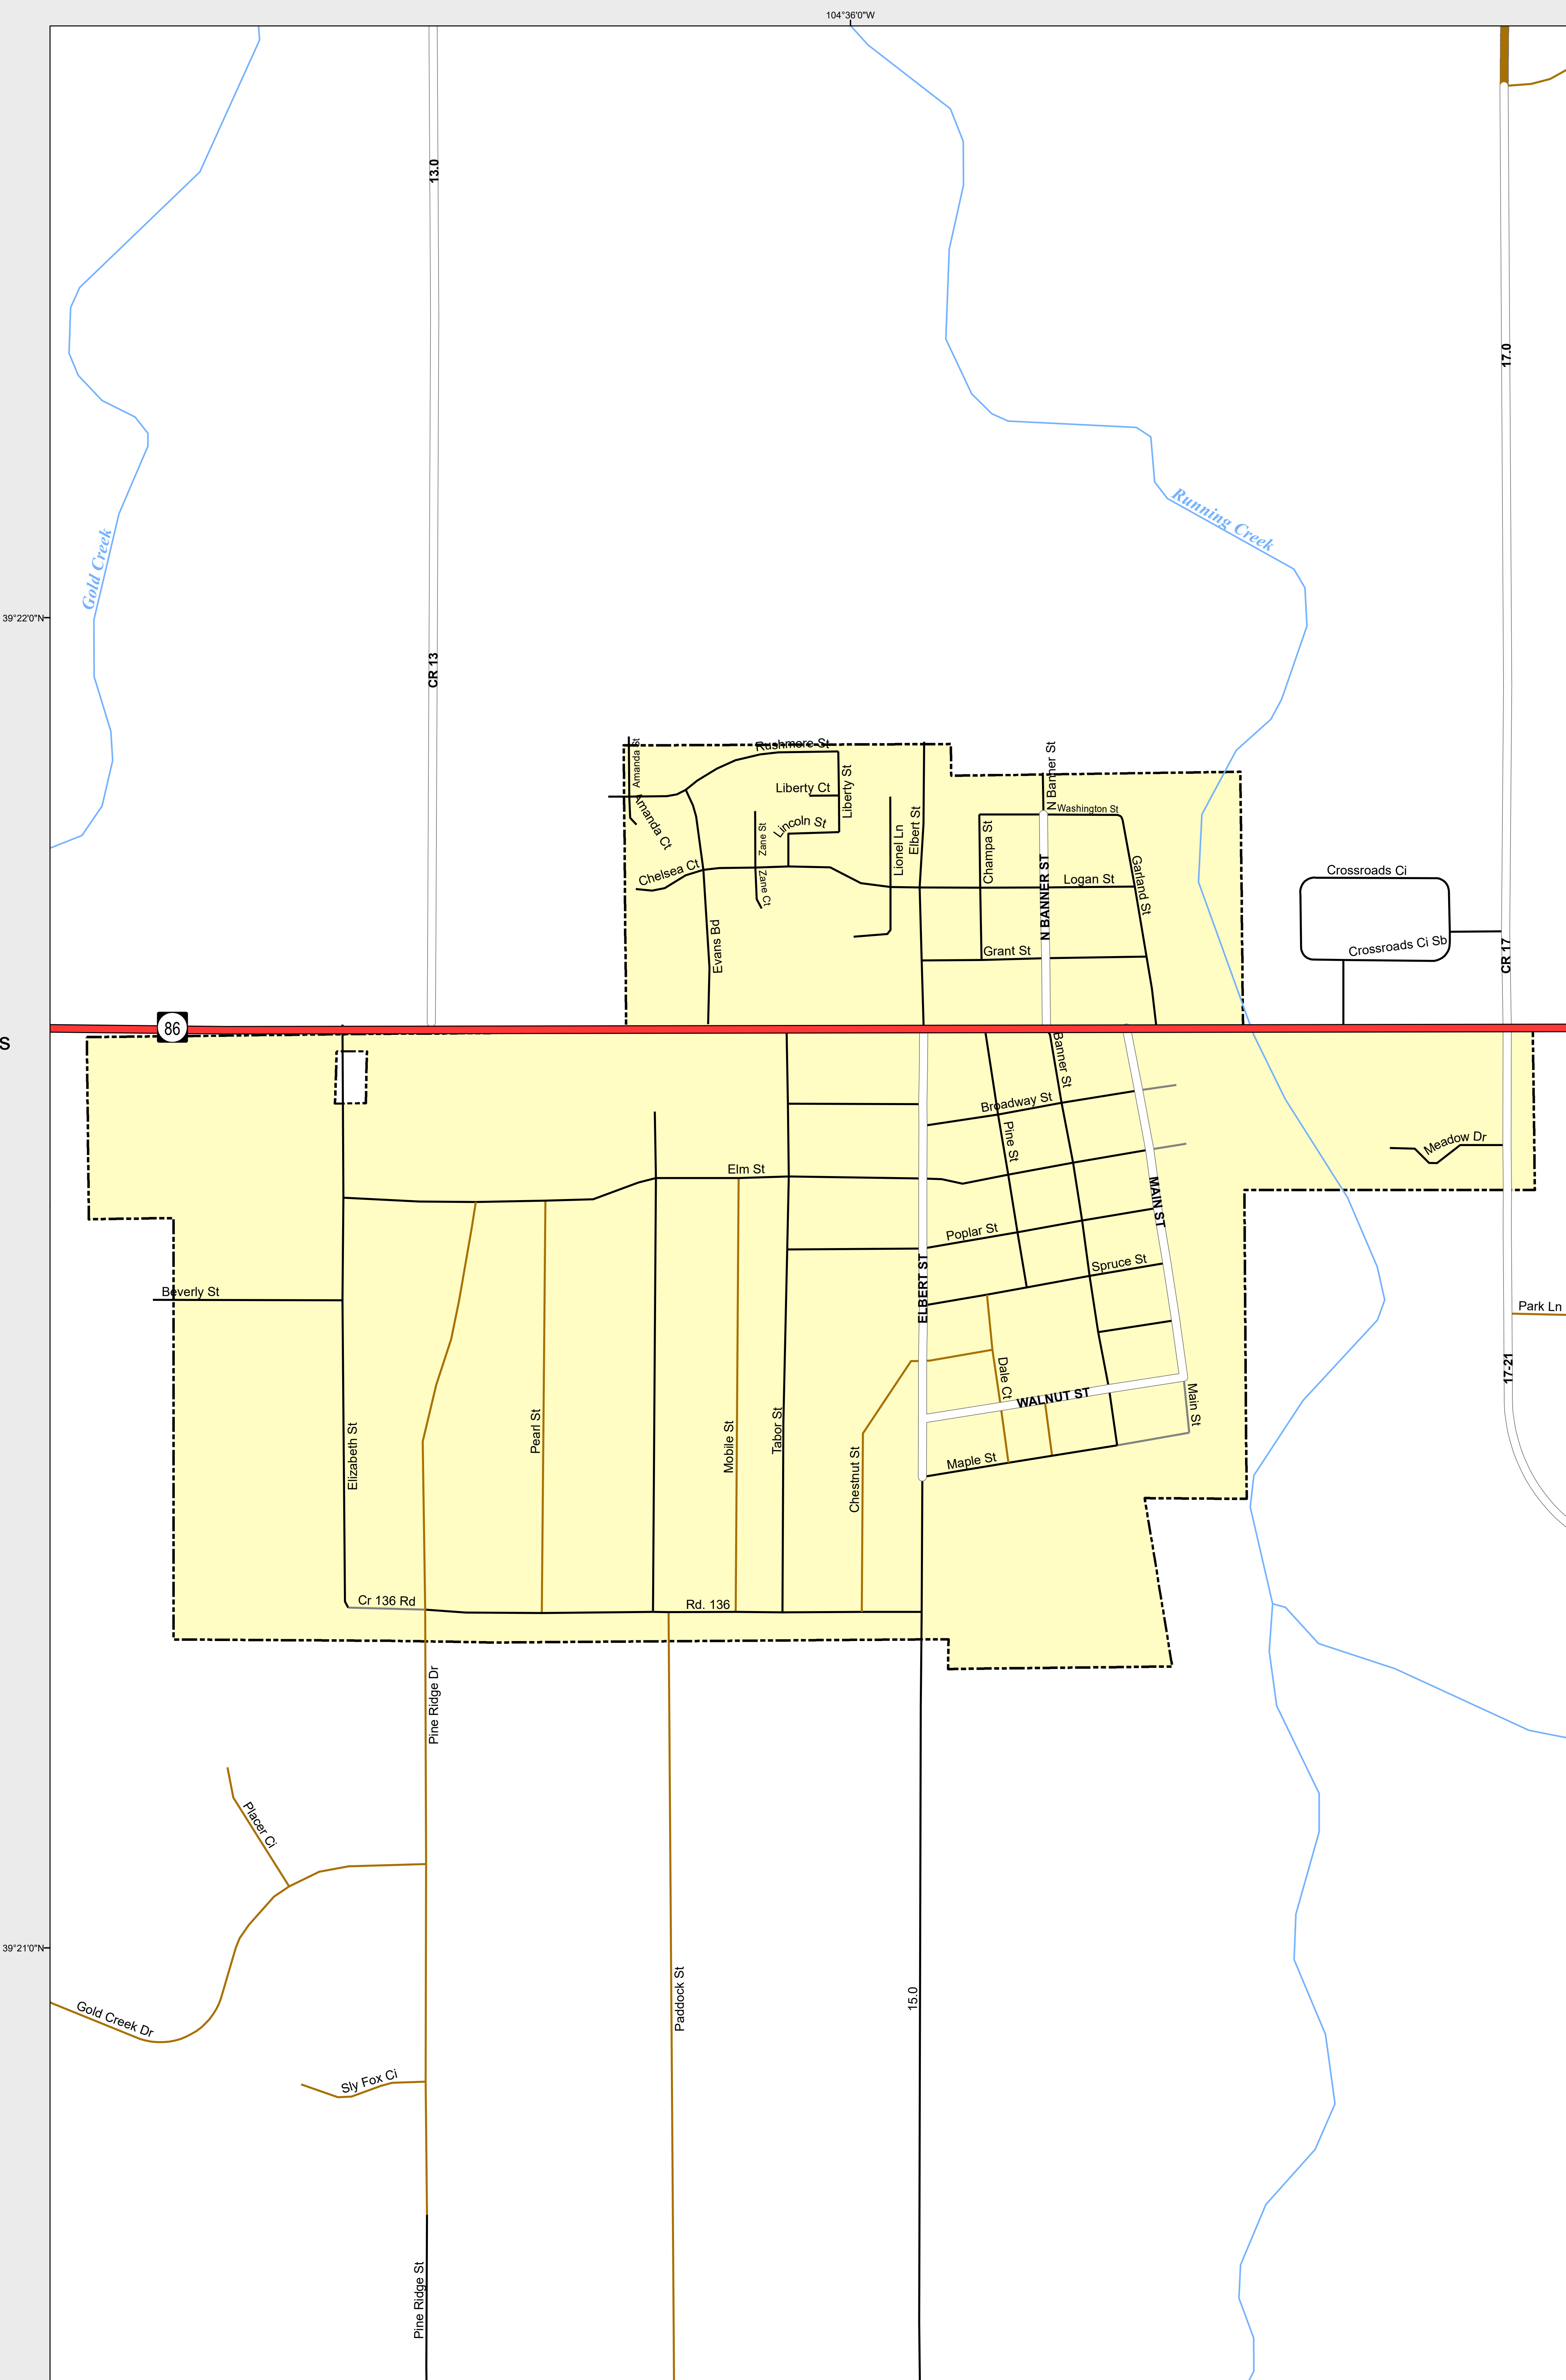 104°36'0"W
13.0
17.0
Running Creek
Gold Creek
39°22'0"N
CR 13
Amanda St
Rushmore St
N Banner St
Liberty St
Liberty Ct
Washington St
Amanda Ct
Zane St
Lincoln St
Lionel Ln
Elbert St
Champa St
Garland St
Chelsea Ct
Zane Ct
N BANNER ST
Logan St
Crossroads Ci
Evans Bd
Grant St
Crossroads Ci Sb
CR 17
86
S
Banner St
Broadway St
Pine St
Meadow Dr
Elm St
MAIN ST
Poplar St
Spruce St
Beverly St
ELBERT ST
Park Ln
17-21
Dale Ct
WALNUT ST
Main St
Elizabeth St
Pearl St
Mobile St
Tabor St
Chestnut St
Maple St
Cr 136 Rd
Rd. 136
Pine Ridge Dr
Placer Ci
39°21'0"N
Paddock St
15.0
Gold Creek Dr
Sly Fox Ci
Pine Ridge St